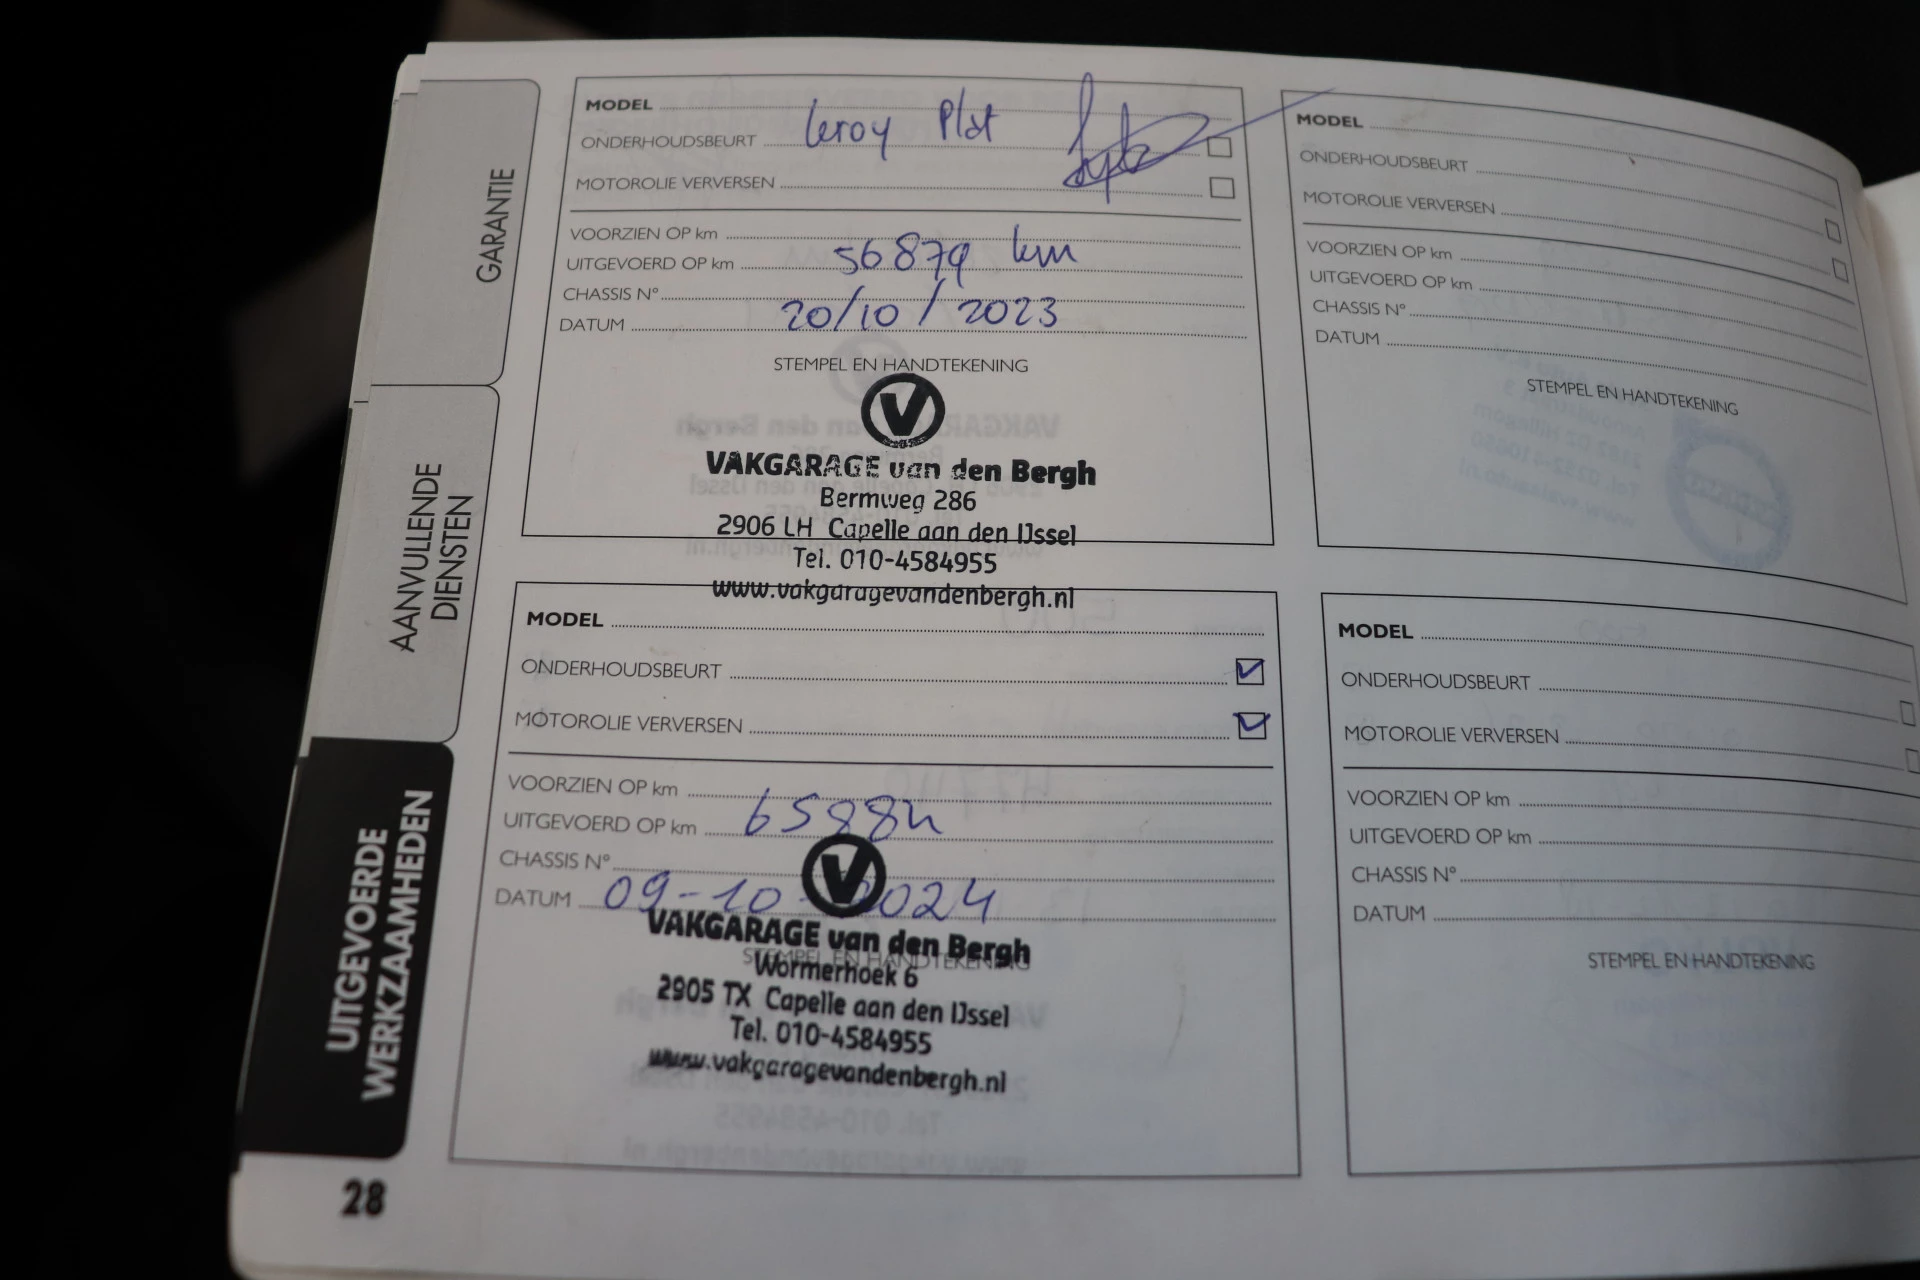 GARANTIE
AANVULLENDE
DIENSTEN
UITGEVOERDE
WERKZAAMHEDEN
28
MODEL
ONDERHOUDSBEURT Leroy Plat
MOTOROLIE VERVERSEN
VOORZIEN OP km
UITGEVOERD OP km 56879 km
CHASSIS N°
DATUM 20/10/2023
STEMPEL EN HANDTEKENING
V
VAKGARAGE van den Bergh
Bermweg 286
2906 LH Capelle aan den IJssel
Tel. 010-4584955
www.vakgaragevandenbergh.nl
MODEL
ONDERHOUDSBEURT
MOTOROLIE VERVERSEN
VOORZIEN OP km
UITGEVOERD OP km
CHASSIS N°
DATUM 09-10-2024
STEMPEL EN HANDTEKENING
V
VAKGARAGE van den Bergh
Wormerhoek 6
2905 TX Capelle aan den IJssel
Tel. 010-4584955
www.vakgaragevandenbergh.nl
MODEL
ONDERHOUDSBEURT
MOTOROLIE VERVERSEN
VOORZIEN OP km
UITGEVOERD OP km
CHASSIS N°
DATUM
STEMPEL EN HANDTEKENING
MODEL
ONDERHOUDSBEURT
MOTOROLIE VERVERSEN
VOORZIEN OP km
UITGEVOERD OP km
CHASSIS N°
DATUM
STEMPEL EN HANDTEKENING